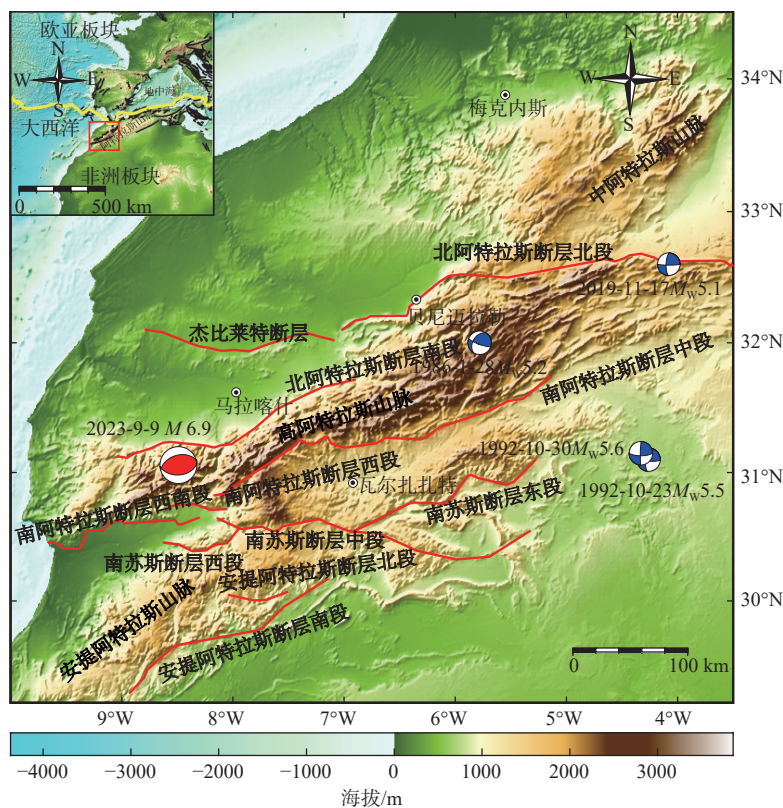 欧亚板块
N
W
E
S
地中海
大西洋
阿特拉斯山脉
非洲板块
0 500 km
N
W
E
S
34°N
33°N
32°N
31°N
30°N
梅克内斯
中阿特拉斯山脉
北阿特拉斯断层北段
2019-11-17MW5.1
贝尼迈拉斯
杰比莱特断层
北阿特拉斯断层南段
南阿特拉斯断层中段
马拉喀什
高阿特拉斯山脉
2023-9-9 M 6.9
1992-10-30MW5.6
1992-10-23MW5.5
南阿特拉斯断层西段
瓦尔扎扎特
南阿特拉斯断层西南段
南苏斯断层东段
南苏斯断层中段
南苏斯断层西段
安提阿特拉斯断层北段
安提阿特拉斯山脉
安提阿特拉斯断层南段
0 100 km
9°W 8°W 7°W 6°W 5°W 4°W
−4000 −3000 −2000 −1000 0 1000 2000 3000
海拔/m